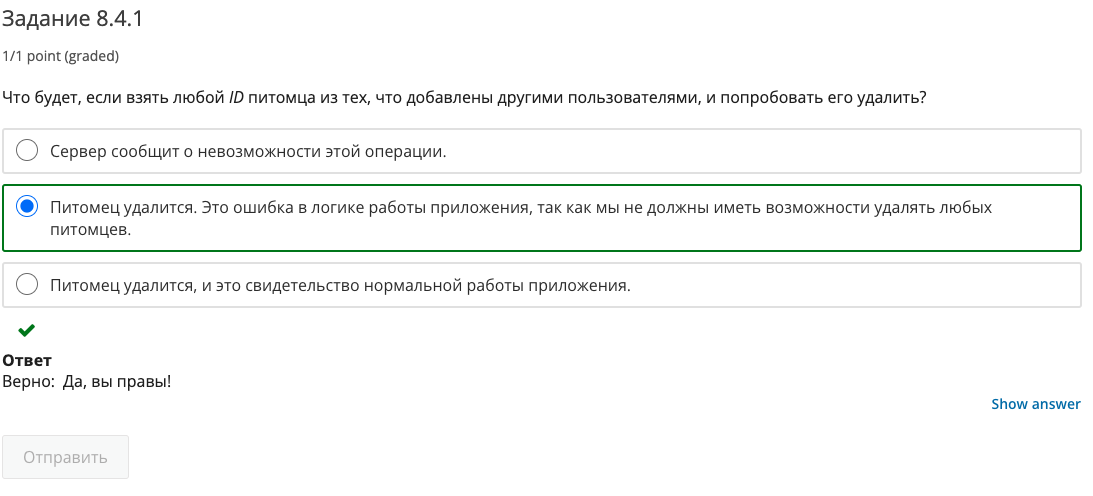 Задание 8.4.1
1/1 point (graded)
Что будет, если взять любой ID питомца из тех, что добавлены другими пользователями, и попробовать его удалить?
Сервер сообщит о невозможности этой операции.
Питомец удалится. Это ошибка в логике работы приложения, так как мы не должны иметь возможности удалять любых
питомцев.
Питомец удалится, и это свидетельство нормальной работы приложения.
Ответ
Верно: Да, вы правы!
Show answer
Отправить